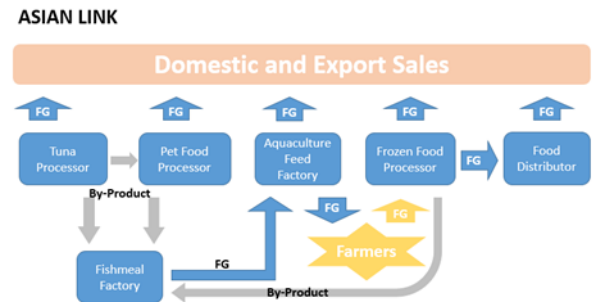 ASIAN LINK
Domestic and Export Sales
FG
FG
FG
FG
FG
Tuna
Processor
Pet Food
Processor
Aquaculture
Feed
Factory
Frozen Food
Processor
FG
Food
Distributor
By-Product
FG
FG
Farmers
Fishmeal
Factory
FG
By-Product